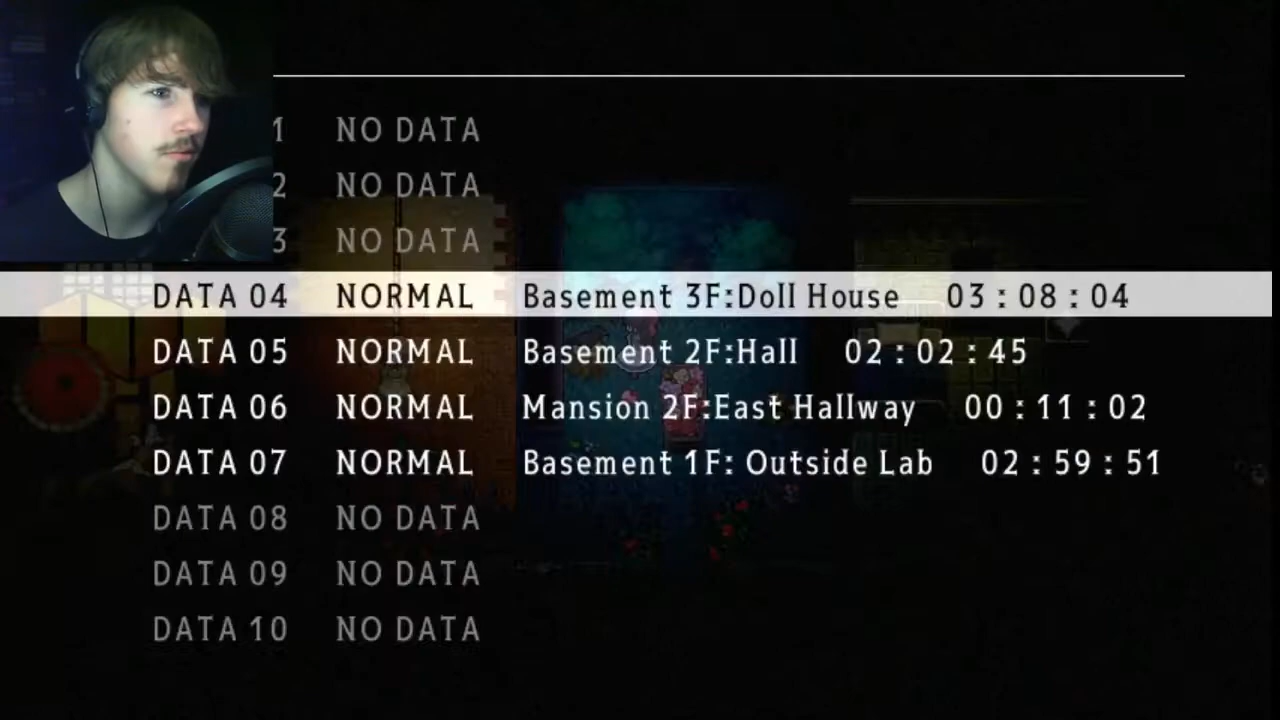 1 NO DATA
2 NO DATA
3 NO DATA
DATA 04 NORMAL Basement 3F:Doll House 03:08:04
DATA 05 NORMAL Basement 2F:Hall 02:02:45
DATA 06 NORMAL Mansion 2F:East Hallway 00:11:02
DATA 07 NORMAL Basement 1F: Outside Lab 02:59:51
DATA 08 NO DATA
DATA 09 NO DATA
DATA 10 NO DATA